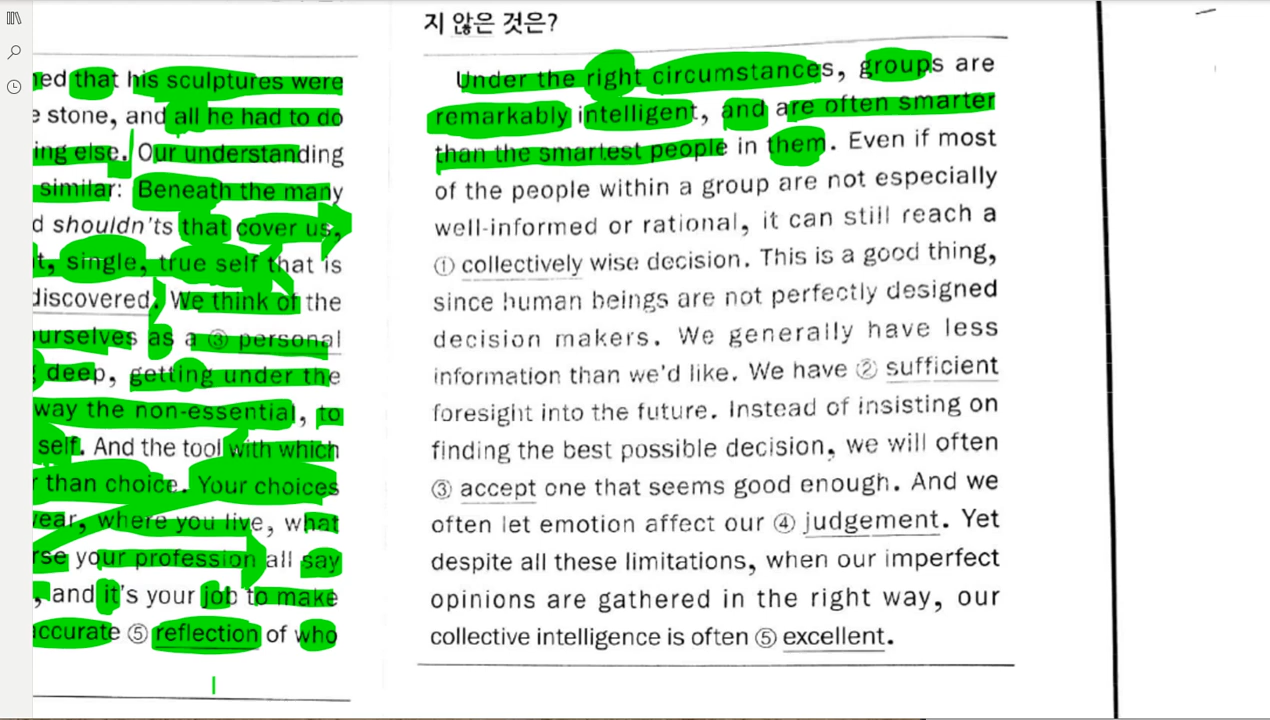 ned that his sculptures were
e stone, and all he had to do
ing else. Our understanding
similar: Beneath the many
d shouldn'ts that cover us,
t, single, true self that is
discovered. We think of the
urselves as a ③ personal
deep, getting under the
way the non-essential, to
self. And the tool with which
r than choice. Your choices
year, where you live, what
rse your profession all say
, and it's your job to make
accurate ⑤ reflection of who
지 않은 것은?
Under the right circumstances, groups are
remarkably intelligent, and are often smarter
than the smartest people in them. Even if most
of the people within a group are not especially
well-informed or rational, it can still reach a
① collectively wise decision. This is a good thing,
since human beings are not perfectly designed
decision makers. We generally have less
information than we'd like. We have ② sufficient
foresight into the future. Instead of insisting on
finding the best possible decision, we will often
③ accept one that seems good enough. And we
often let emotion affect our ④ judgement. Yet
despite all these limitations, when our imperfect
opinions are gathered in the right way, our
collective intelligence is often ⑤ excellent.